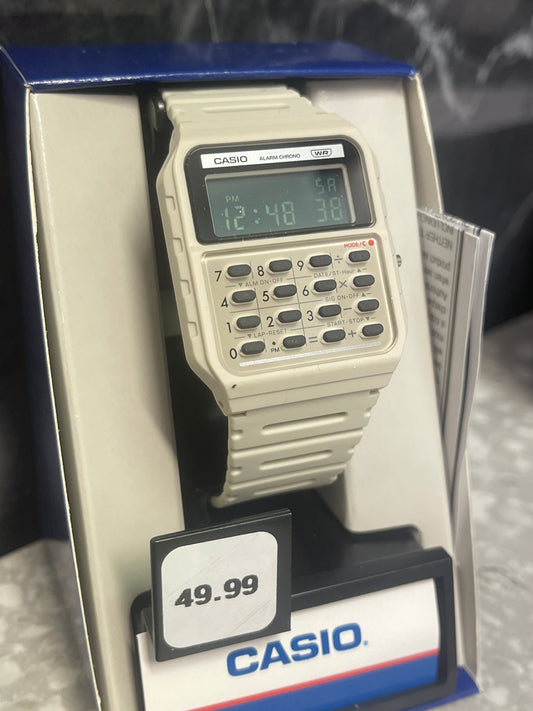 CASIO ALARM CHRONO WR
SA
PM
12:48 38
MODE/C
7 8 9 ÷
▼ ALM ON·OFF DATE/ST-Hour ▲
4 5 6 ×
SIG ON·OFF ▲
1 2 3 -
▼ LAP-RESET START-STOP ▼
0 · PM = +
NEITHER
49.99
CASIO®